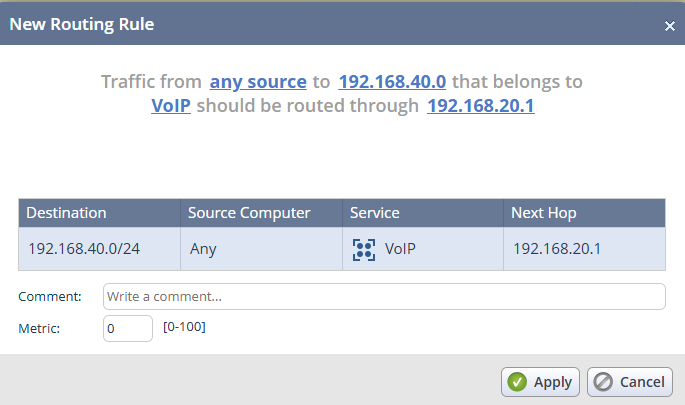 New Routing Rule
×
Traffic from any source to 192.168.40.0 that belongs to
VoIP should be routed through 192.168.20.1
Destination Source Computer Service Next Hop
192.168.40.0/24 Any VoIP 192.168.20.1
Comment: Write a comment...
Metric: 0 [0-100]
Apply Cancel